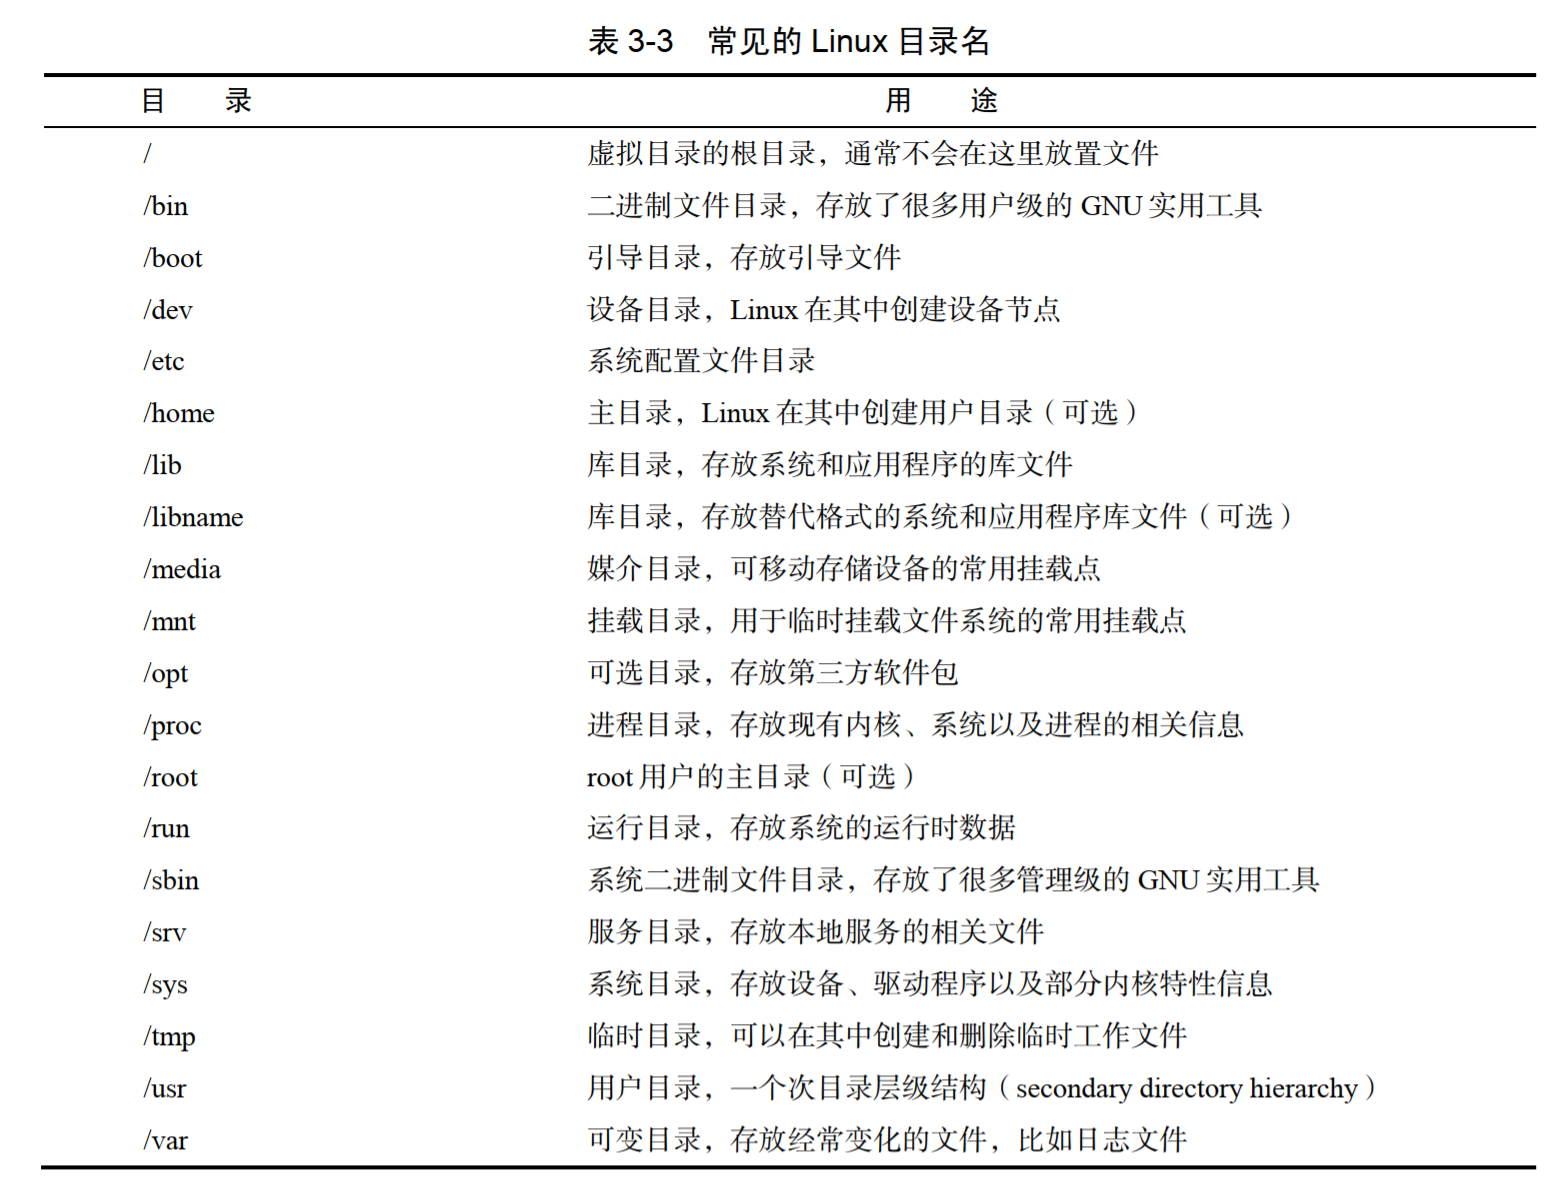 表 3-3 常见的 Linux 目录名
目 录 用 途
/ 虚拟目录的根目录，通常不会在这里放置文件
/bin 二进制文件目录，存放了很多用户级的 GNU 实用工具
/boot 引导目录，存放引导文件
/dev 设备目录，Linux 在其中创建设备节点
/etc 系统配置文件目录
/home 主目录，Linux 在其中创建用户目录（可选）
/lib 库目录，存放系统和应用程序的库文件
/libname 库目录，存放替代格式的系统和应用程序库文件（可选）
/media 媒介目录，可移动存储设备的常用挂载点
/mnt 挂载目录，用于临时挂载文件系统的常用挂载点
/opt 可选目录，存放第三方软件包
/proc 进程目录，存放现有内核、系统以及进程的相关信息
/root root 用户的主目录（可选）
/run 运行目录，存放系统的运行时数据
/sbin 系统二进制文件目录，存放了很多管理级的 GNU 实用工具
/srv 服务目录，存放本地服务的相关文件
/sys 系统目录，存放设备、驱动程序以及部分内核特性信息
/tmp 临时目录，可以在其中创建和删除临时工作文件
/usr 用户目录，一个次目录层级结构（secondary directory hierarchy）
/var 可变目录，存放经常变化的文件，比如日志文件